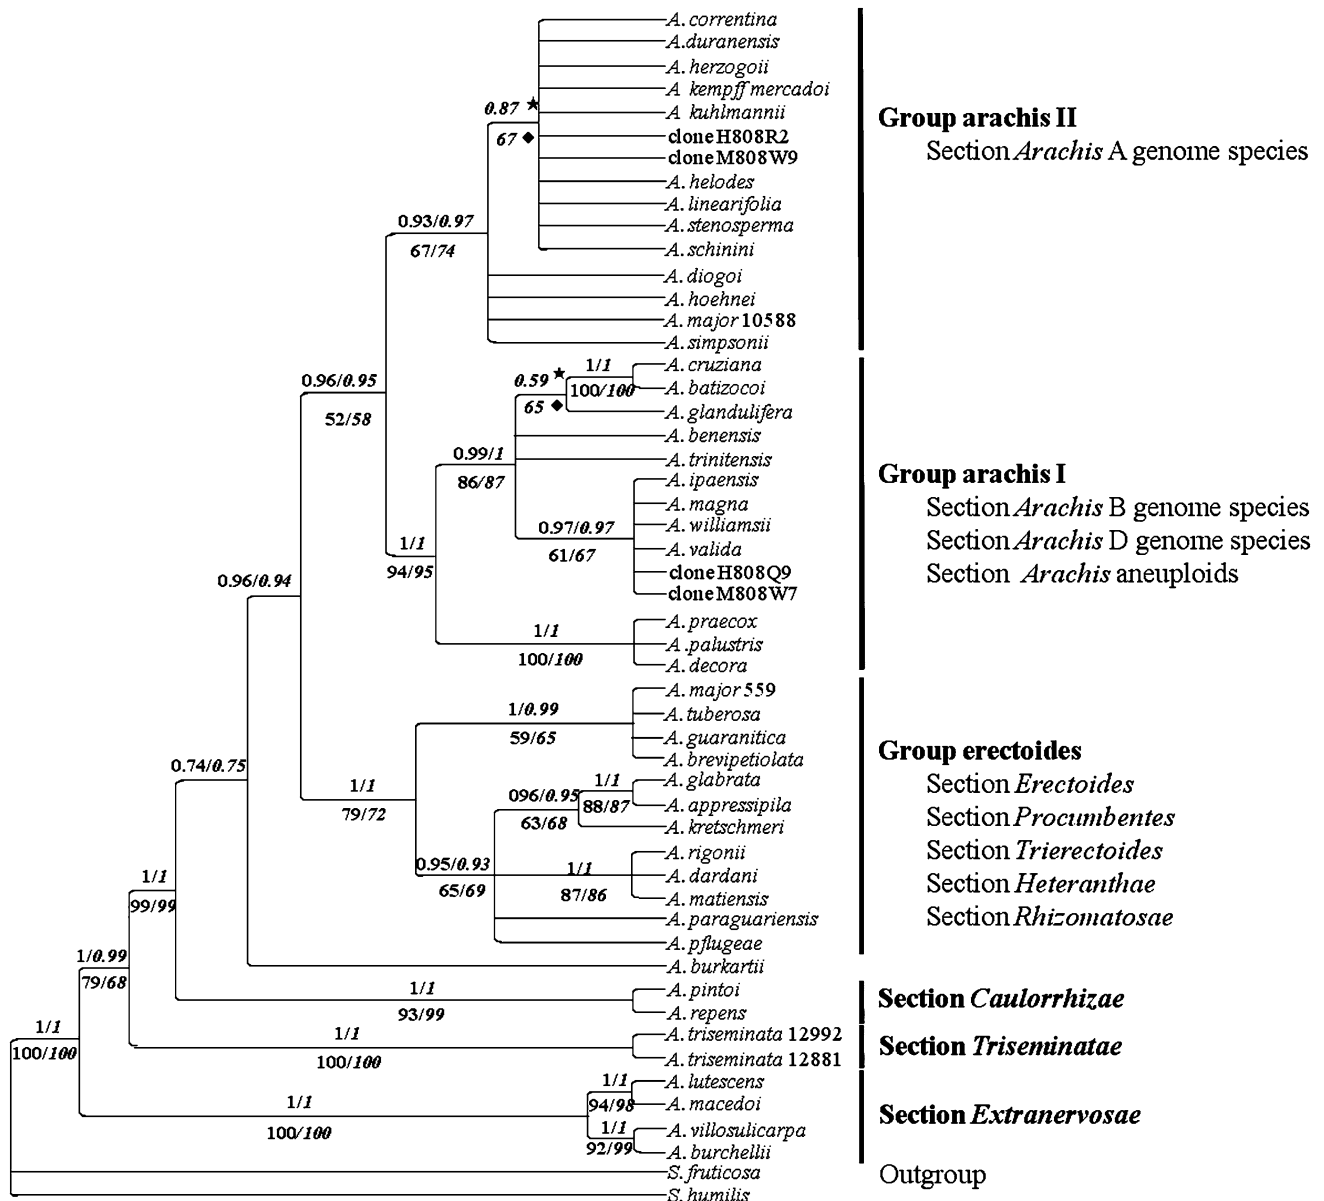 A. correntina
A. duranensis
A. herzogii
A kempff mercadoi
A kuhlmannii
clone H808R2
clone M808W9
A. helodes
A. linearifolia
A. stenosperma
A. schinini
A. diogoi
A. hoehnei
A. major 10588
A. simpsonii
A. cruziana
A. batizocoi
A. glandulifera
A. benensis
A. trinitensis
A. ipaensis
A. magna
A. williamsii
A. valida
clone H808Q9
clone M808W7
A. praecox
A. palustris
A. decora
A. major 559
A. tuberosa
A. guaranitica
A. brevipetiolata
A. glabrata
A. appressipila
A. kretschmeri
A. rigonii
A. dardani
A. matiensis
A. paraguariensis
A. pflugeae
A. burkartii
A. pintoi
A. repens
A. triseminata 12992
A. triseminata 12881
A. lutescens
A. macedoi
A. villosulicarpa
A. burchellii
S. fruticosa
S. humilis
0.87 ★
67 ◆
0.93/0.97
67/74
0.96/0.95
52/58
0.59 ★
65 ◆
1/1
100/100
0.99/1
86/87
0.97/0.97
61/67
1/1
94/95
1/1
100/100
0.96/0.94
1/0.99
59/65
1/1
79/72
096/0.95
63/68
1/1
88/87
0.95/0.93
65/69
1/1
87/86
0.74/0.75
1/1
99/99
1/1
93/99
1/0.99
79/68
1/1
100/100
1/1
100/100
1/1
100/100
1/1
94/98
1/1
92/99
Group arachis II
Section Arachis A genome species
Group arachis I
Section Arachis B genome species
Section Arachis D genome species
Section Arachis aneuploids
Group erectoides
Section Erectoides
Section Procumbentes
Section Trierectoides
Section Heteranthae
Section Rhizomatosae
Section Caulorrhizae
Section Triseminatae
Section Extranervosae
Outgroup